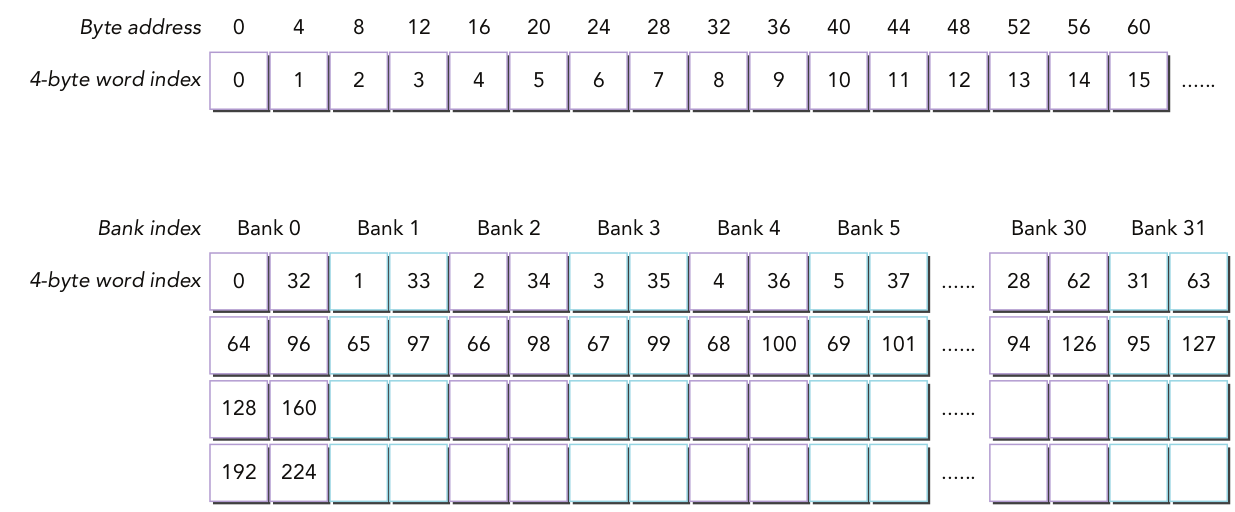 Byte address 0 4 8 12 16 20 24 28 32 36 40 44 48 52 56 60
4-byte word index 0 1 2 3 4 5 6 7 8 9 10 11 12 13 14 15 ......
Bank index Bank 0 Bank 1 Bank 2 Bank 3 Bank 4 Bank 5 Bank 30 Bank 31
4-byte word index 0 32 1 33 2 34 3 35 4 36 5 37 ...... 28 62 31 63
64 96 65 97 66 98 67 99 68 100 69 101 ...... 94 126 95 127
128 160 ......
192 224 ......